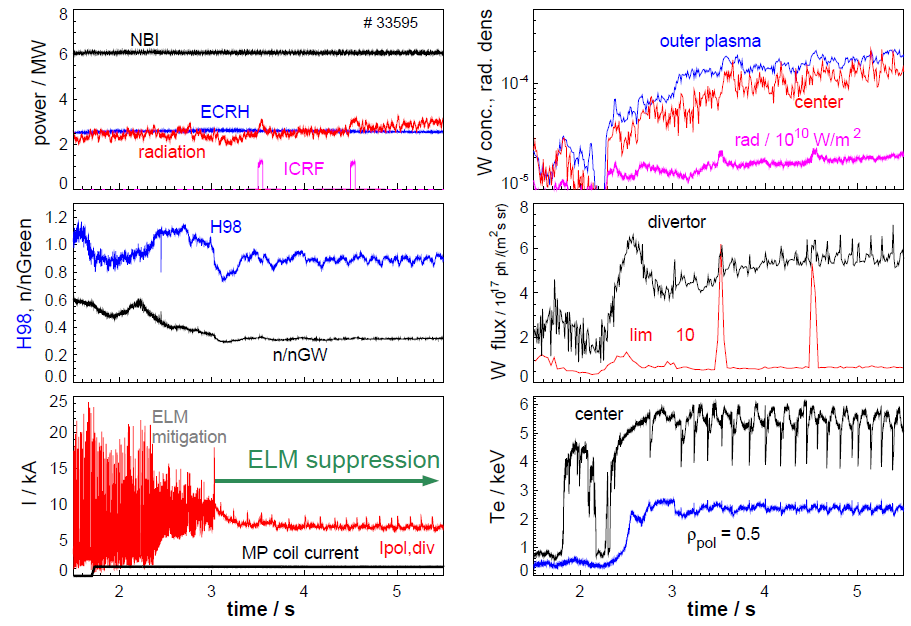 # 33595
NBI
ECRH
radiation
ICRF
power / MW
8
6
4
2
0
H98
n/nGW
H98, n/nGreen
1.2
1.0
0.8
0.6
0.4
0.2
0.0
ELM
mitigation
ELM suppression
MP coil current
Ipol,div
I / kA
25
20
15
10
5
0
2 3 4 5
time / s
outer plasma
center
rad / 10^10 W/m^2
W conc., rad. dens
10^-4
10^-5
divertor
lim 10
W flux / 10^17 ph /(m^2 sr)
8
6
4
2
0
center
ρpol = 0.5
Te / keV
6
5
4
3
2
1
0
2 3 4 5
time / s